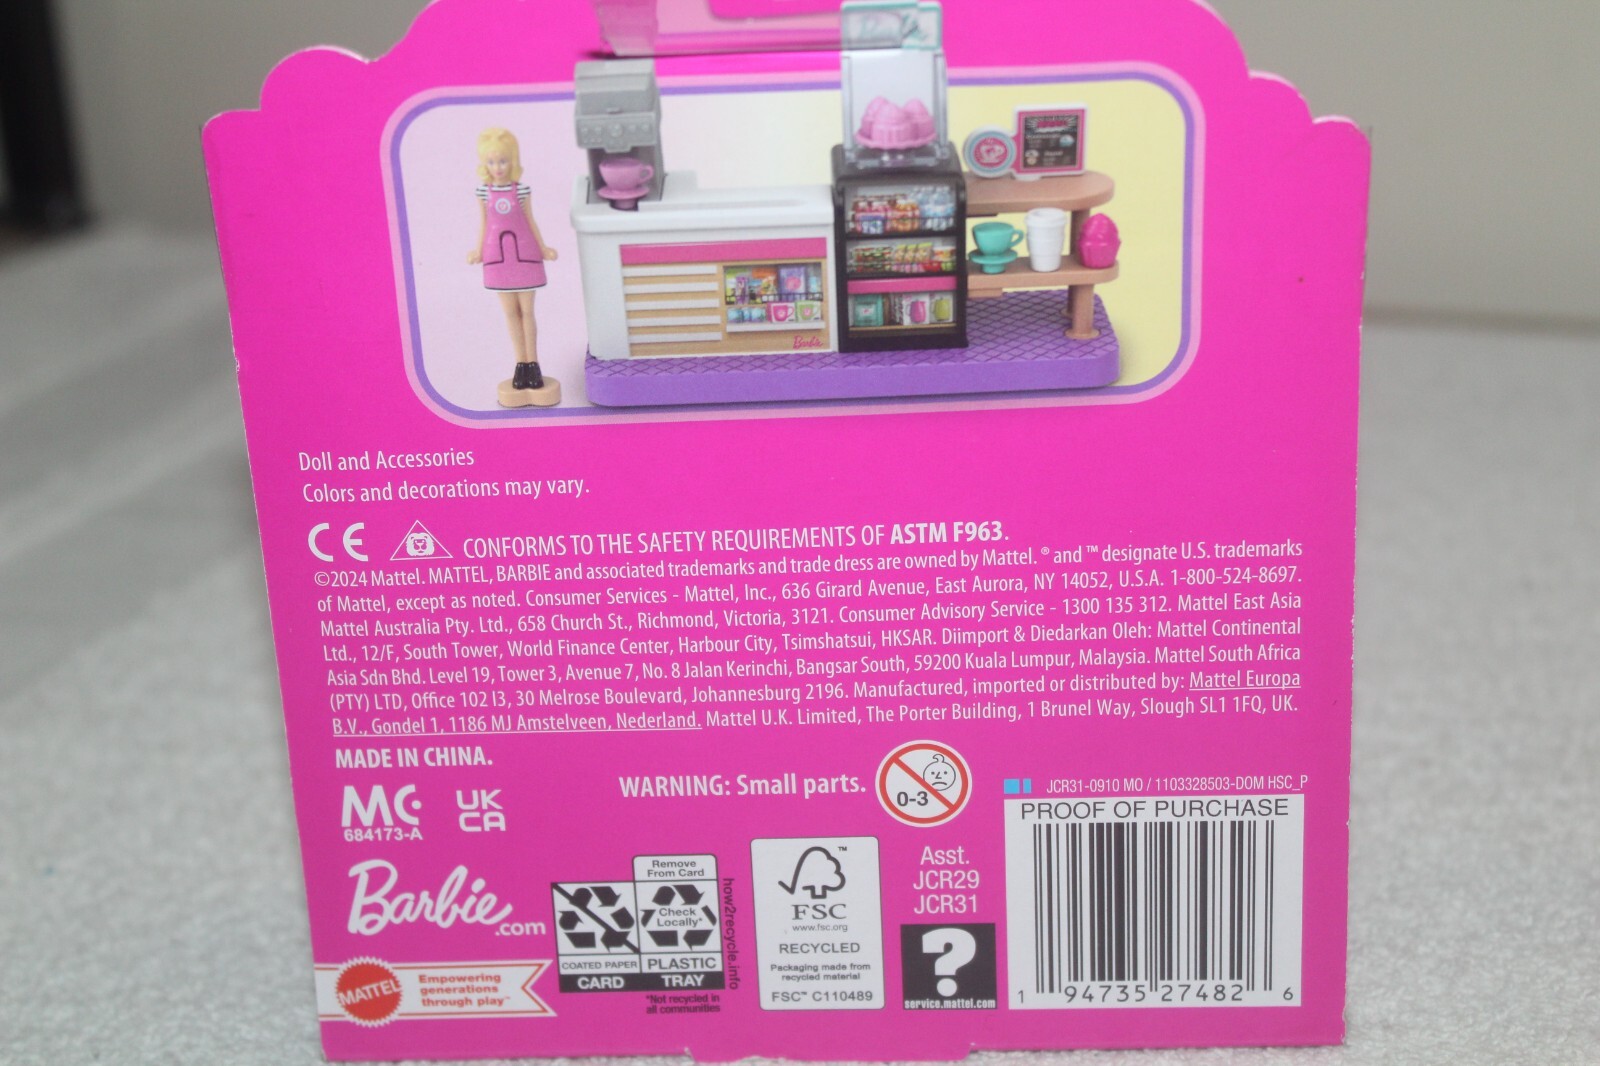 Barbie
Doll and Accessories
Colors and decorations may vary.
CE CONFORMS TO THE SAFETY REQUIREMENTS OF ASTM F963.
©2024 Mattel. MATTEL, BARBIE and associated trademarks and trade dress are owned by Mattel. ® and ™ designate U.S. trademarks
of Mattel, except as noted. Consumer Services - Mattel, Inc., 636 Girard Avenue, East Aurora, NY 14052, U.S.A. 1-800-524-8697.
Mattel Australia Pty. Ltd., 658 Church St., Richmond, Victoria, 3121. Consumer Advisory Service - 1300 135 312. Mattel East Asia
Ltd., 12/F, South Tower, World Finance Center, Harbour City, Tsimshatsui, HKSAR. Diimport & Diedarkan Oleh: Mattel Continental
Asia Sdn Bhd. Level 19, Tower 3, Avenue 7, No. 8 Jalan Kerinchi, Bangsar South, 59200 Kuala Lumpur, Malaysia. Mattel South Africa
(PTY) LTD, Office 102 I3, 30 Melrose Boulevard, Johannesburg 2196. Manufactured, imported or distributed by: Mattel Europa
B.V., Gondel 1, 1186 MJ Amstelveen, Nederland. Mattel U.K. Limited, The Porter Building, 1 Brunel Way, Slough SL1 1FQ, UK.
MADE IN CHINA.
WARNING: Small parts.
0-3
JCR31-0910 MO / 1103328503-DOM HSC_P
PROOF OF PURCHASE
MC
684173-A
UK
CA
Barbie.com
MATTEL
Empowering
generations
through play™
Remove
From Card
Check
Locally*
COATED PAPER
CARD
PLASTIC
TRAY
how2recycle.info
*Not recycled in
all communities
™
FSC
www.fsc.org
RECYCLED
Packaging made from
recycled material
FSC™ C110489
Asst.
JCR29
JCR31
?
service.mattel.com
1 94735 27482 6